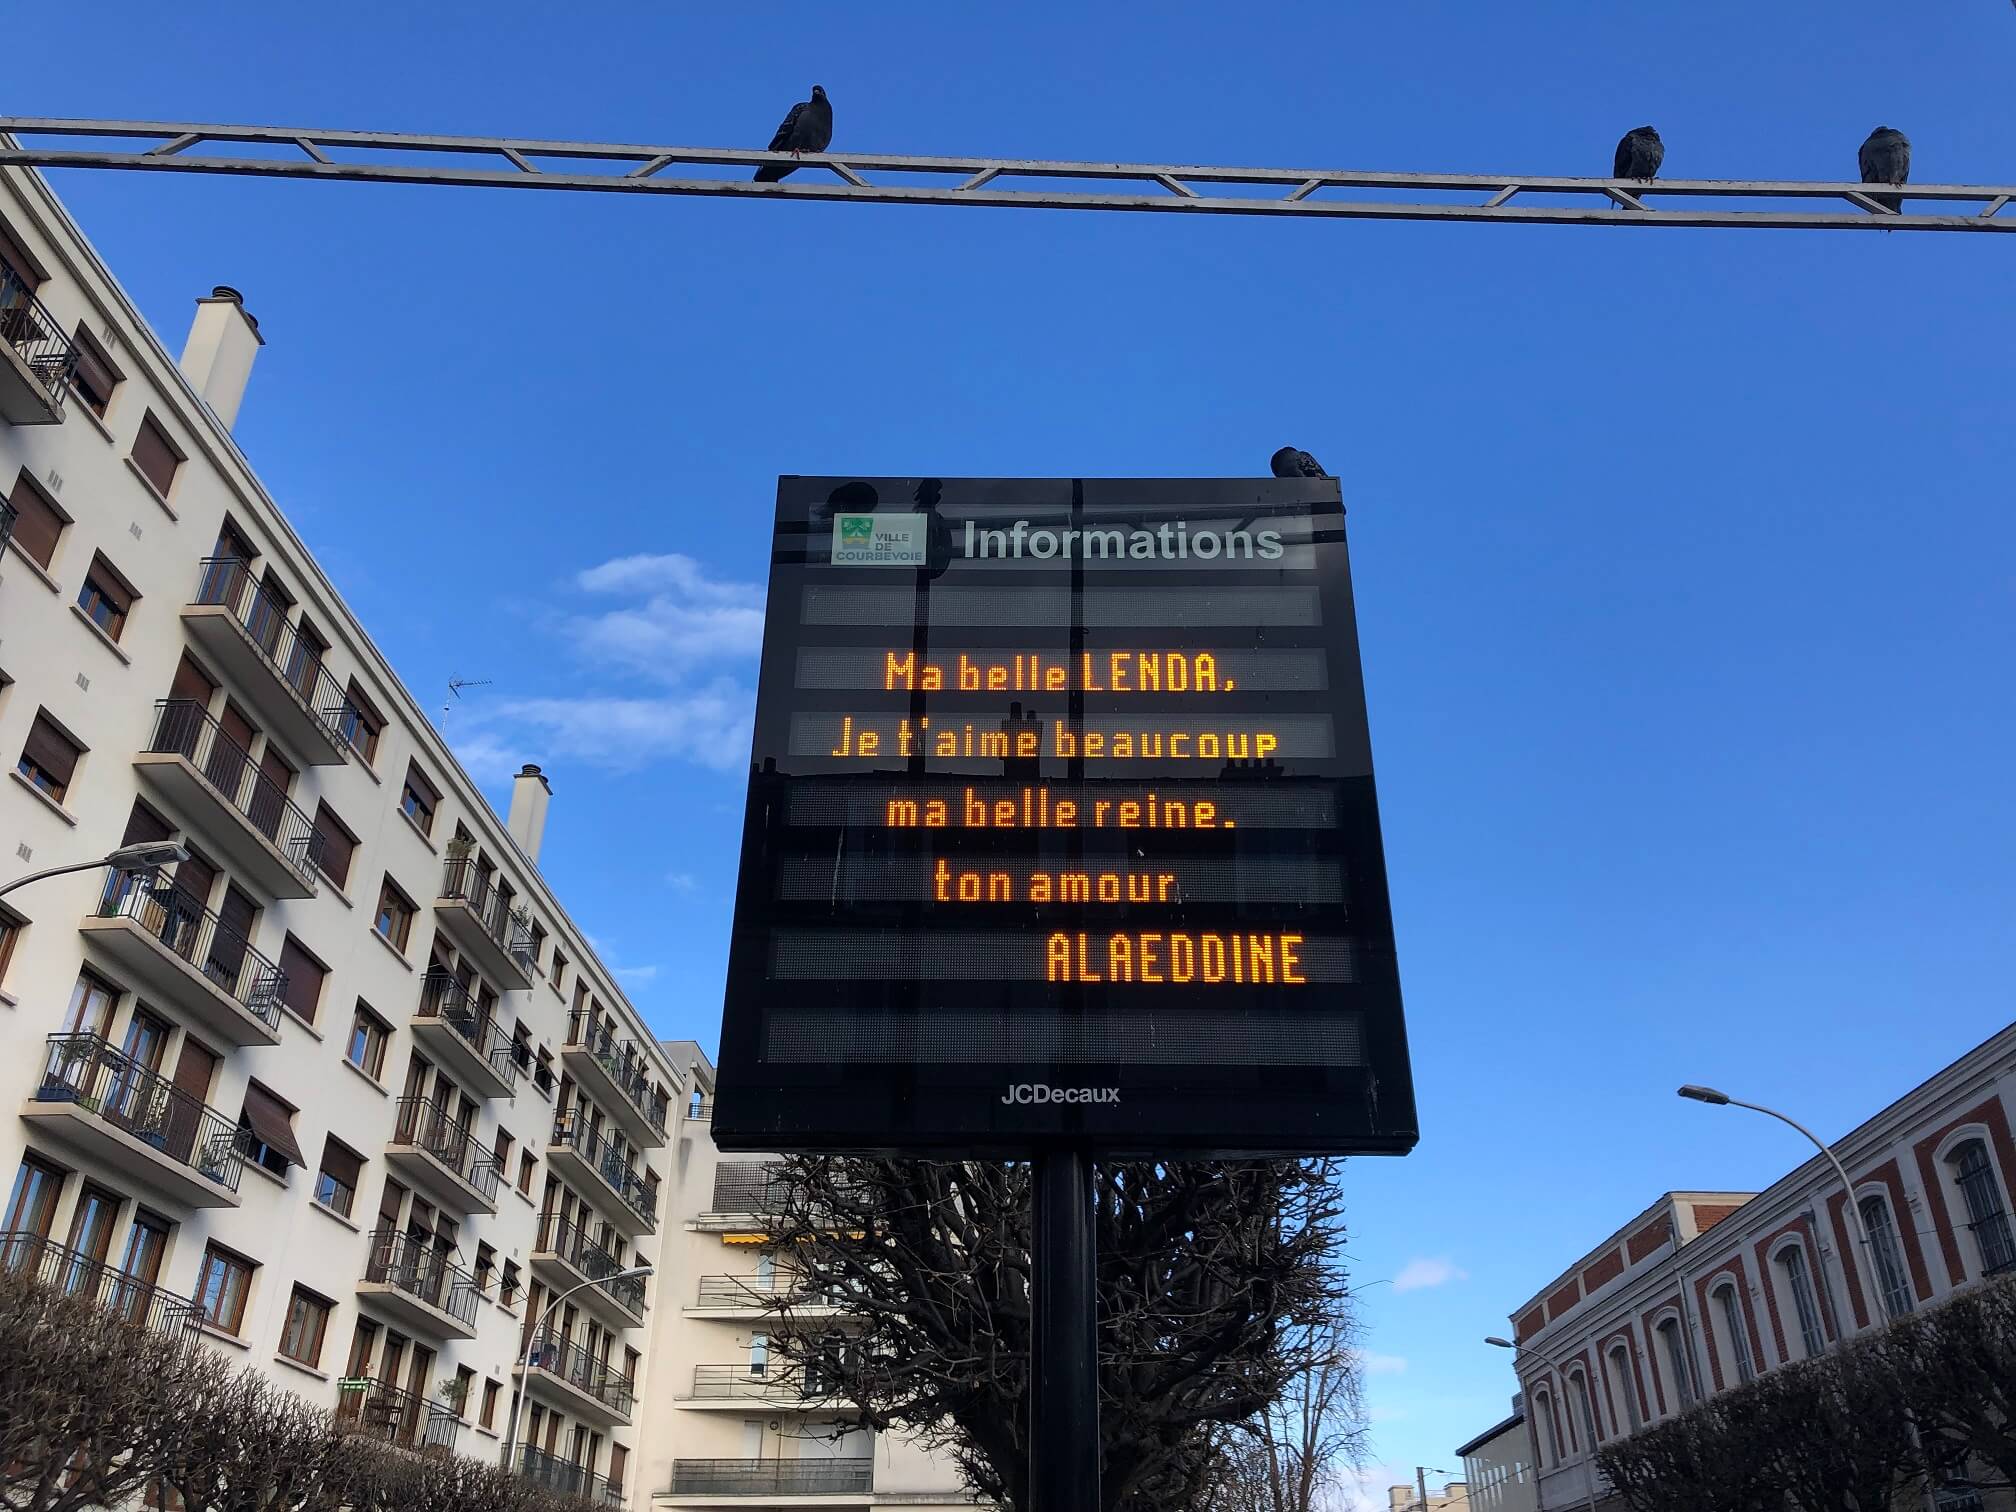 VILLE
DE
COURBEVOIE
Informations
Ma belle LENDA,
Je t'aime beaucoup
ma belle reine.
ton amour
ALAEDDINE
JCDecaux